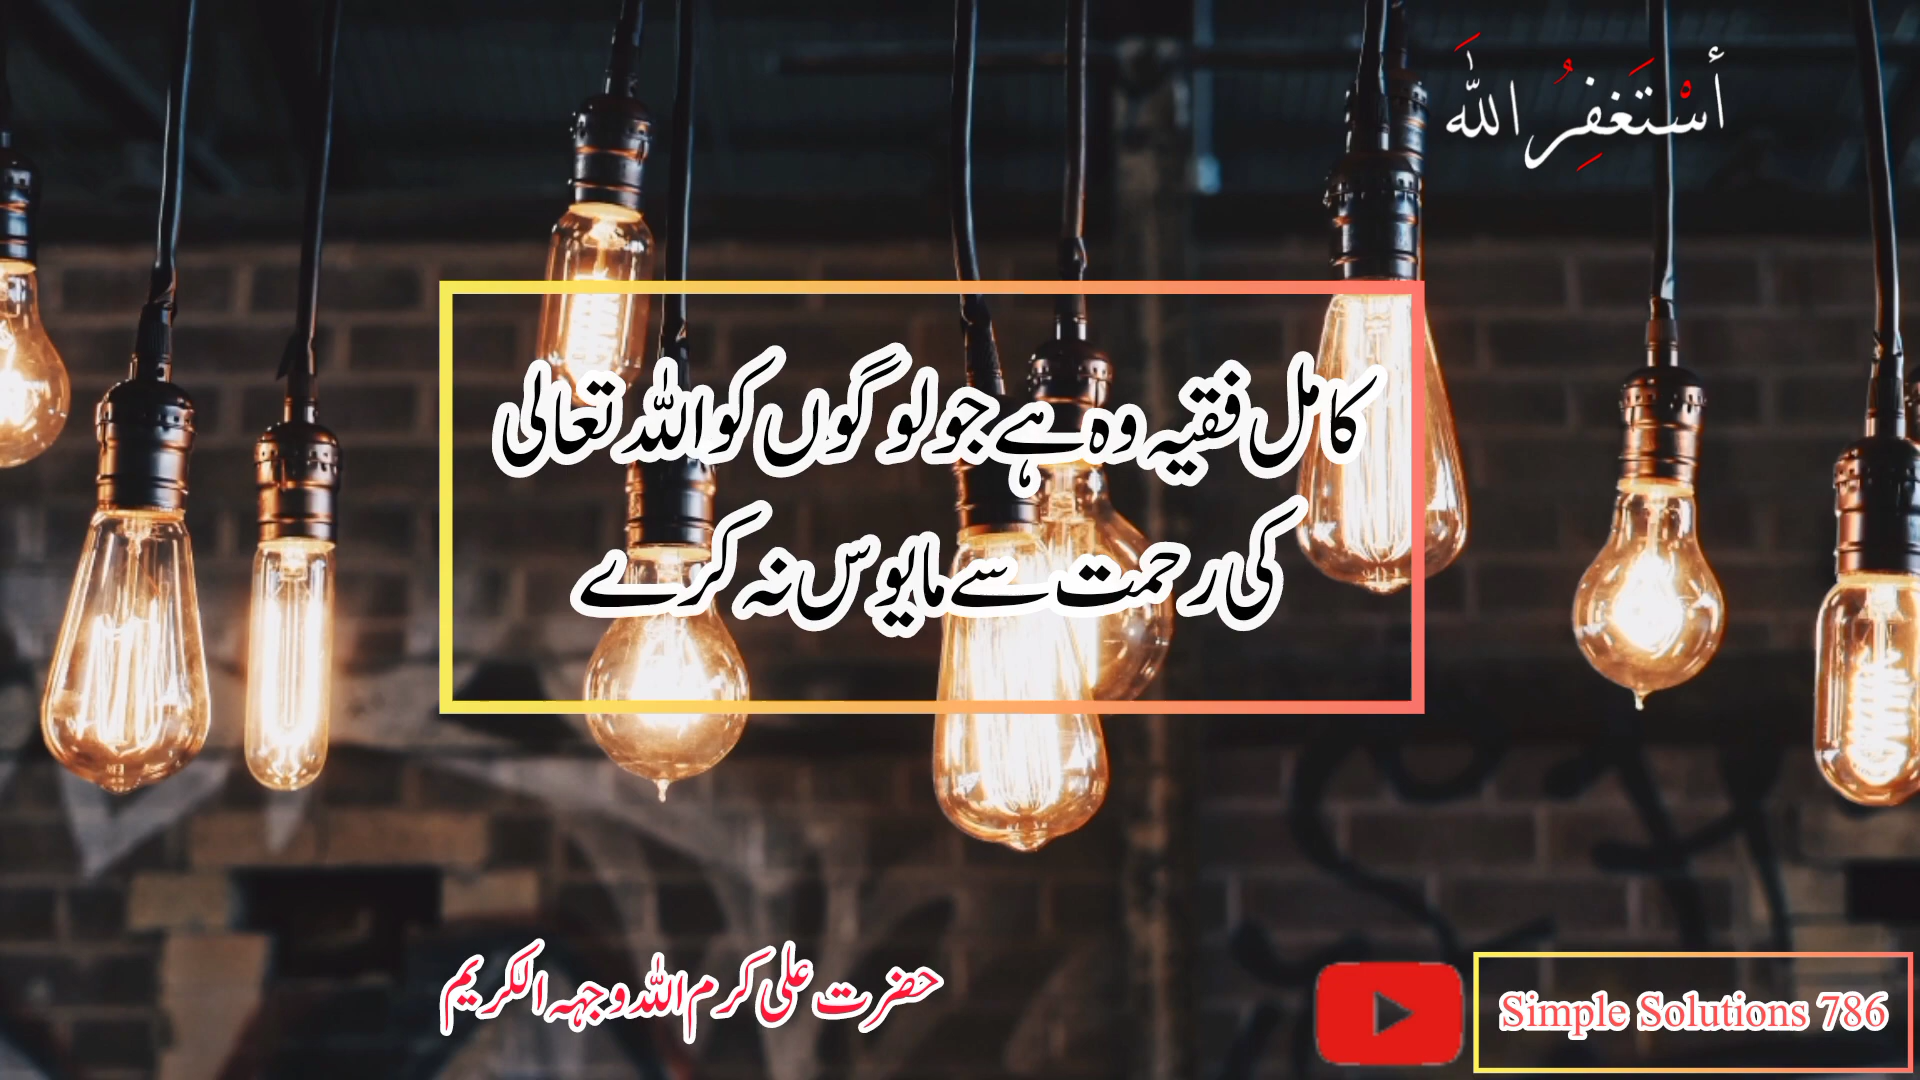 أَسْتَغْفِرُ اللَّهَ
کامل فقیہ وہ ہے جو لوگوں کو اللہ تعالی
کی رحمت سے مایوس نہ کرے
حضرت علی کرم اللہ وجہہ الکریم
Simple Solutions 786